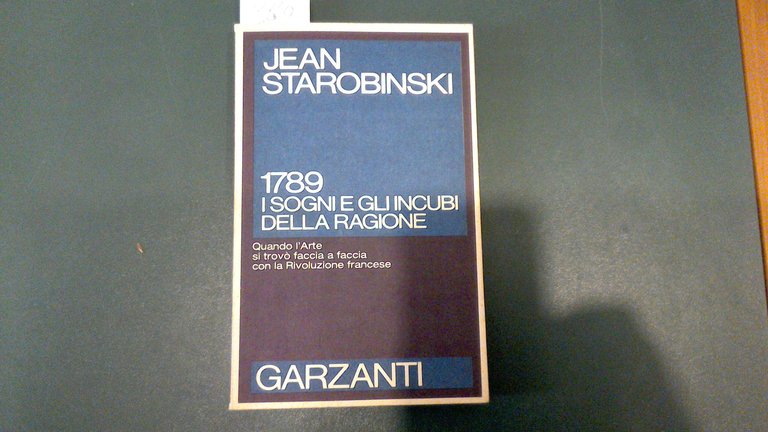 JEAN
STAROBINSKI
1789
I SOGNI E GLI INCUBI
DELLA RAGIONE
Quando l'Arte
si trovò faccia a faccia
con la Rivoluzione francese
GARZANTI